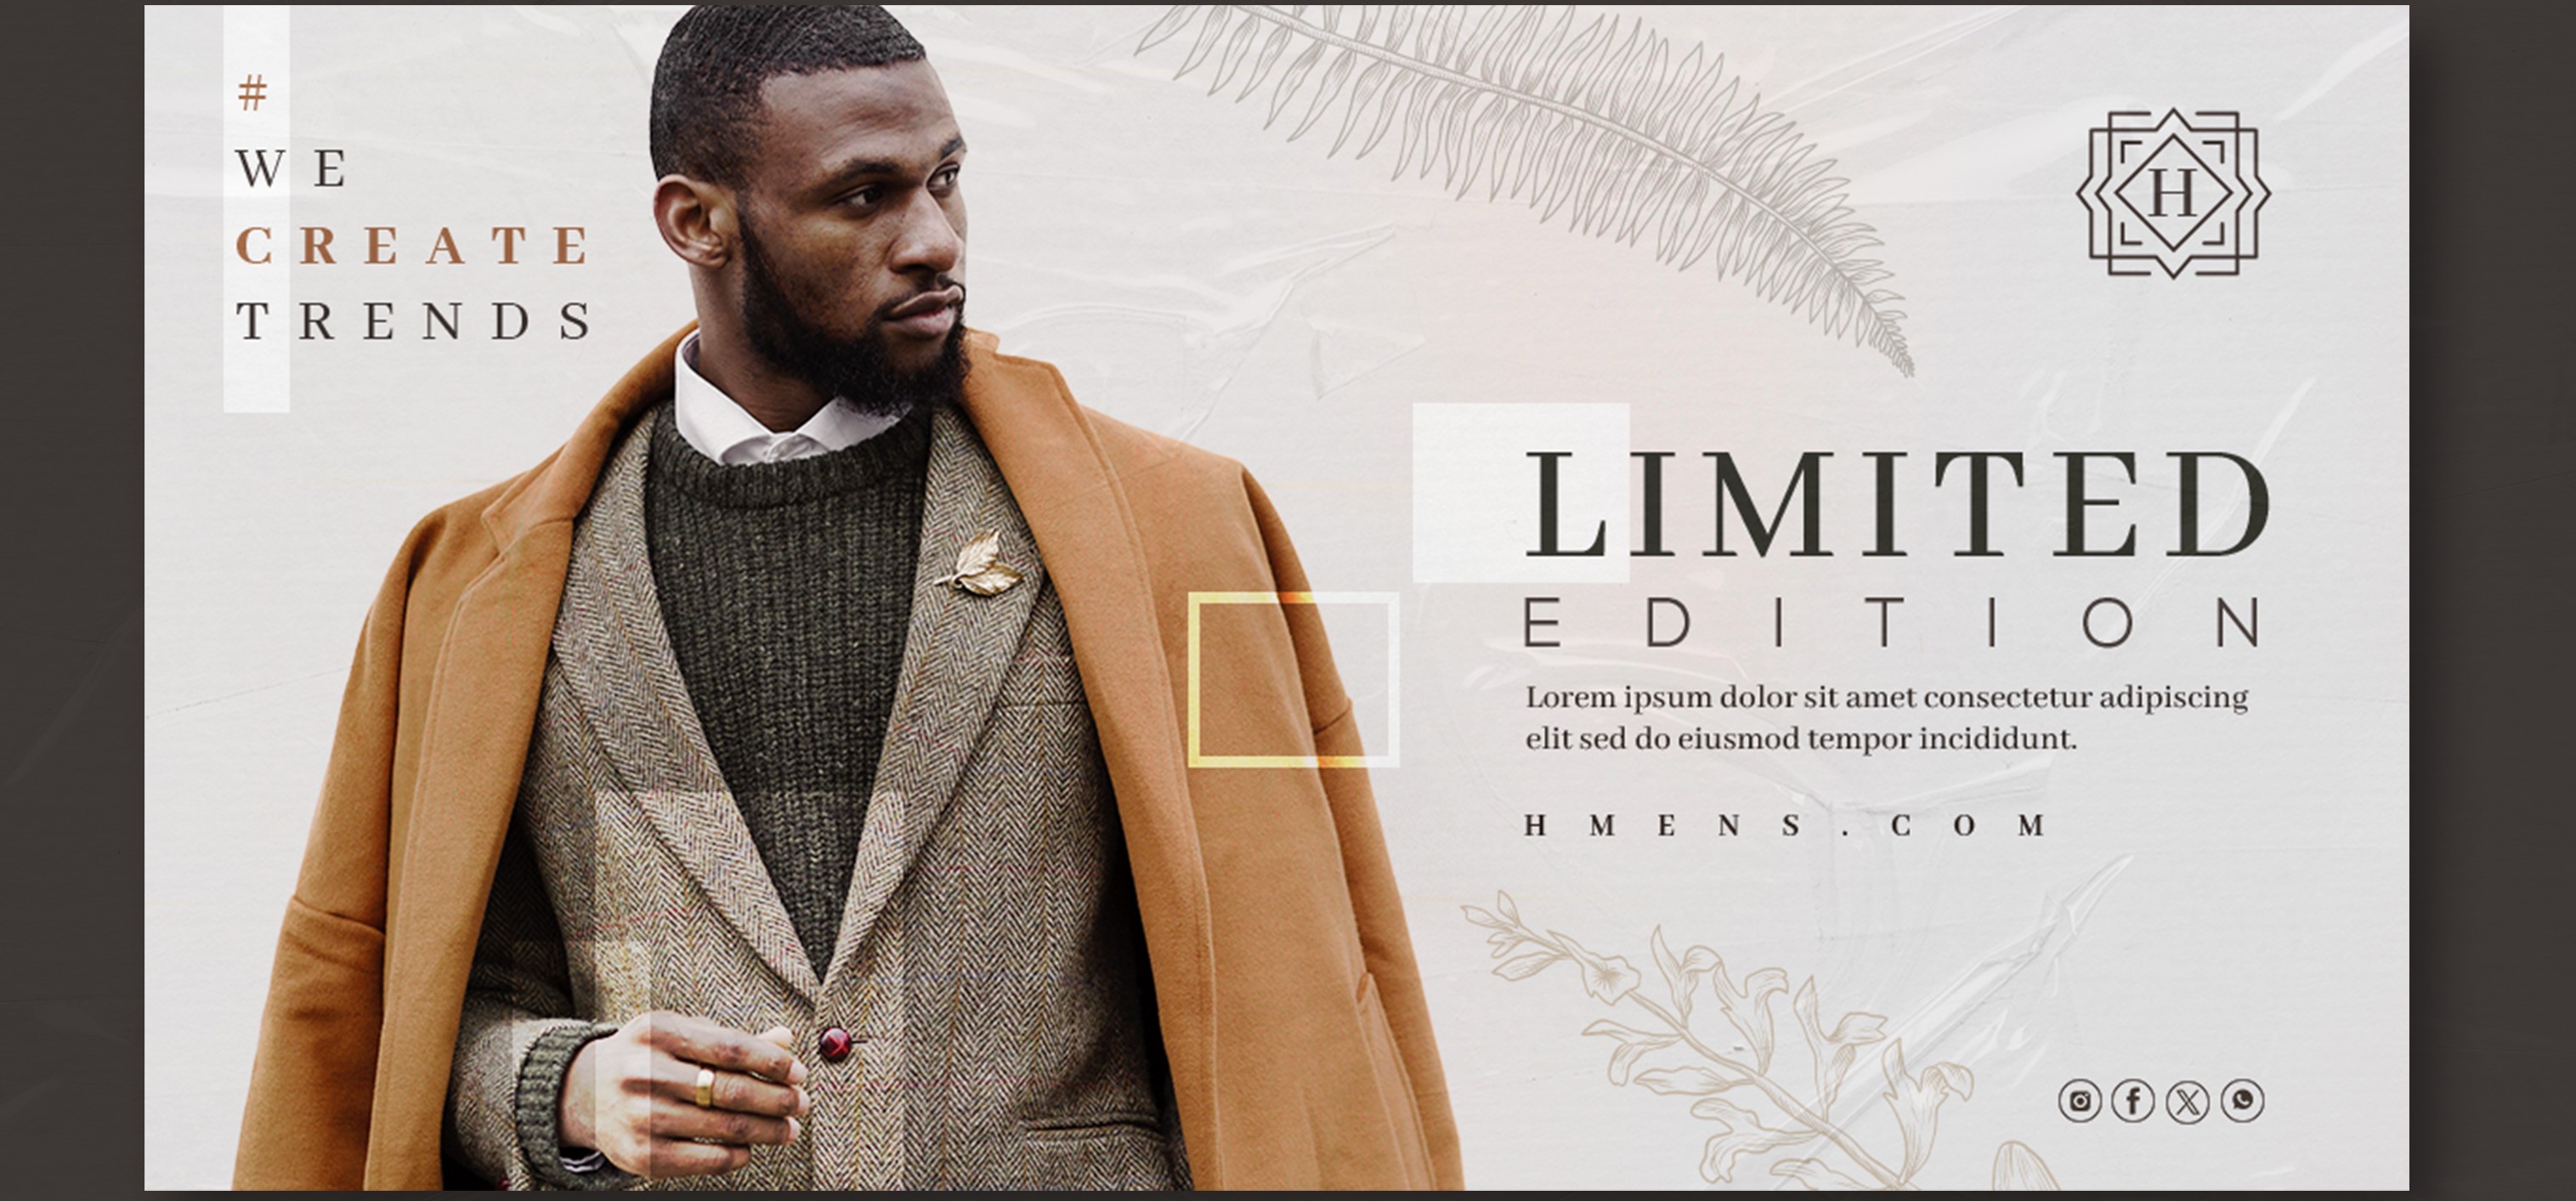 #
WE
CREATE
TRENDS
H
LIMITED
EDITION
Lorem ipsum dolor sit amet consectetur adipiscing
elit sed do eiusmod tempor incididunt.
HMENS.COM